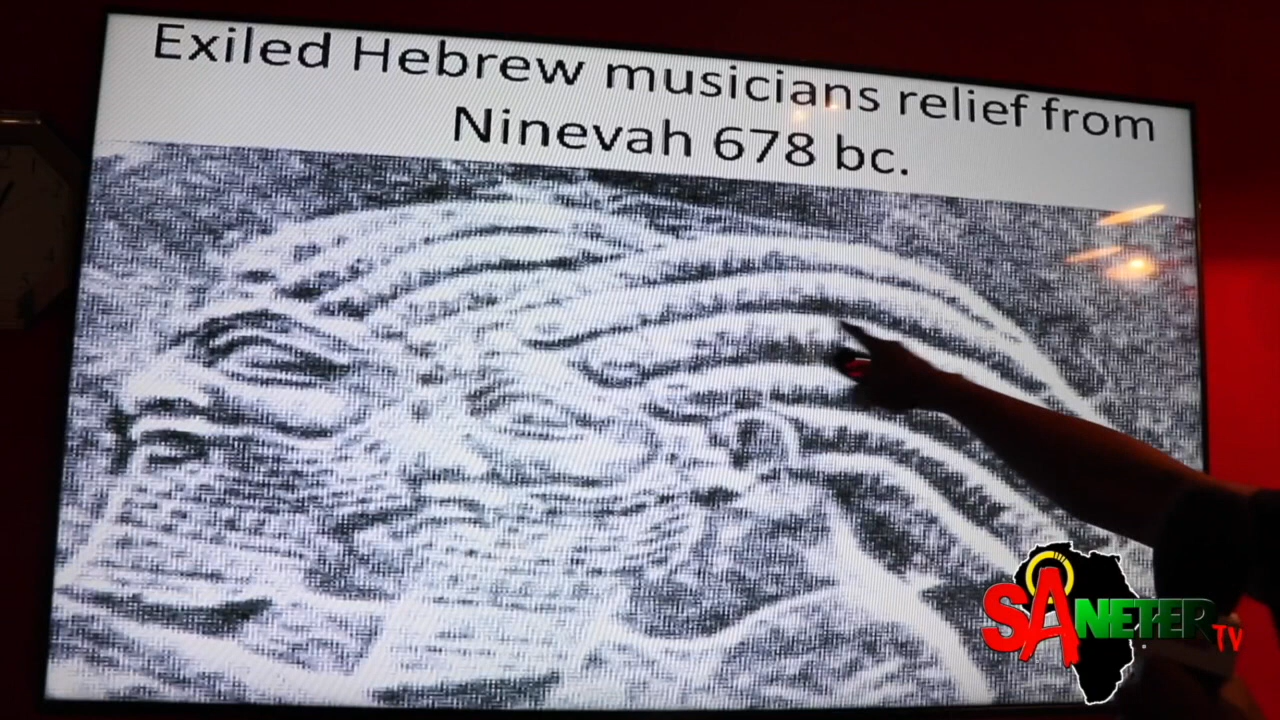 Exiled Hebrew musicians relief from
Ninevah 678 bc.
SANETER TV